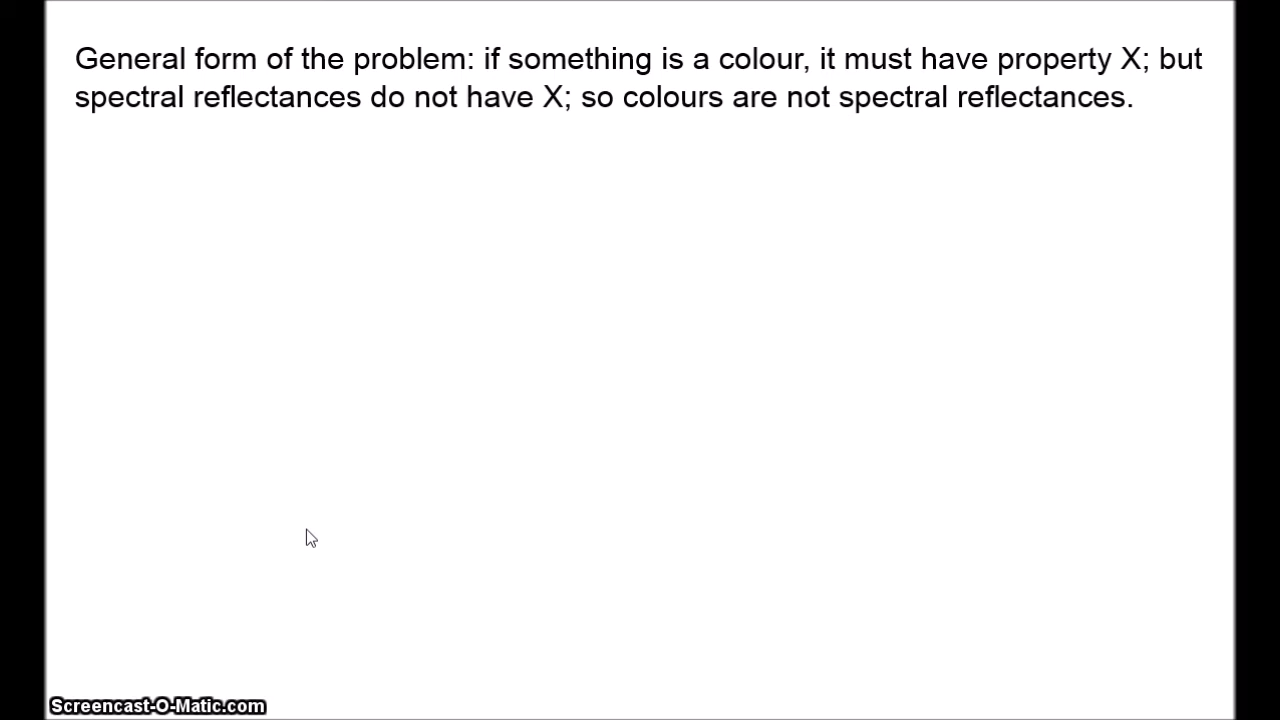 General form of the problem: if something is a colour, it must have property X; but
spectral reflectances do not have X; so colours are not spectral reflectances.
Screencast-O-Matic.com